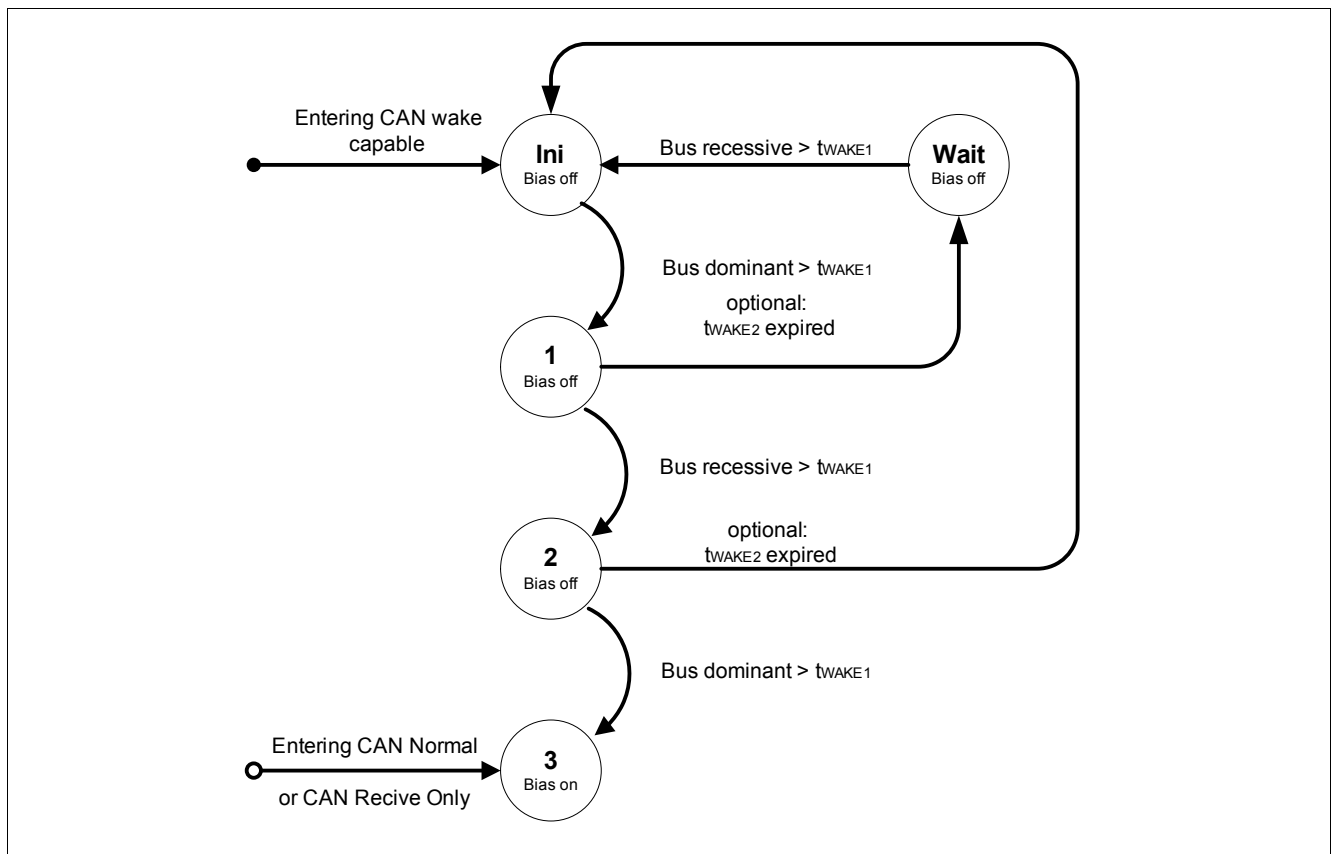 Entering CAN wake
capable
Ini
Bias off
Bus recessive > tWAKE1
Wait
Bias off
Bus dominant > tWAKE1
optional:
tWAKE2 expired
1
Bias off
Bus recessive > tWAKE1
optional:
tWAKE2 expired
2
Bias off
Bus dominant > tWAKE1
Entering CAN Normal
or CAN Recive Only
3
Bias on